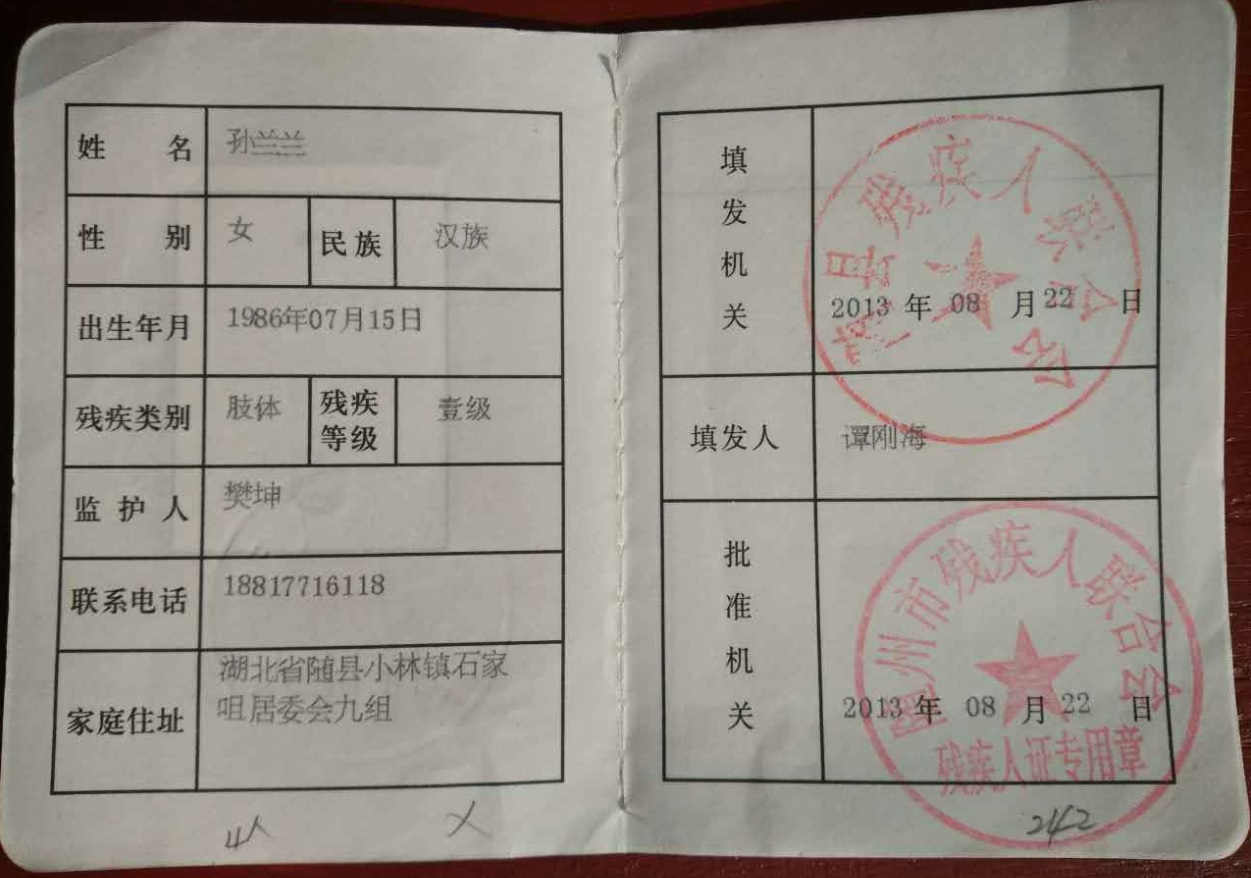 姓 名 孙兰兰
性 别 女 民族 汉族
出生年月 1986年07月15日
残疾类别 肢体 残疾等级 壹级
监护人 樊坤
联系电话 18817716118
家庭住址 湖北省随县小林镇石家
咀居委会九组
填发机关
随县残疾人联合会
2013 年 08 月 22 日
填发人 谭刚海
批准机关
随州市残疾人联合会
2013 年 08 月 22 日
残疾人证专用章
242